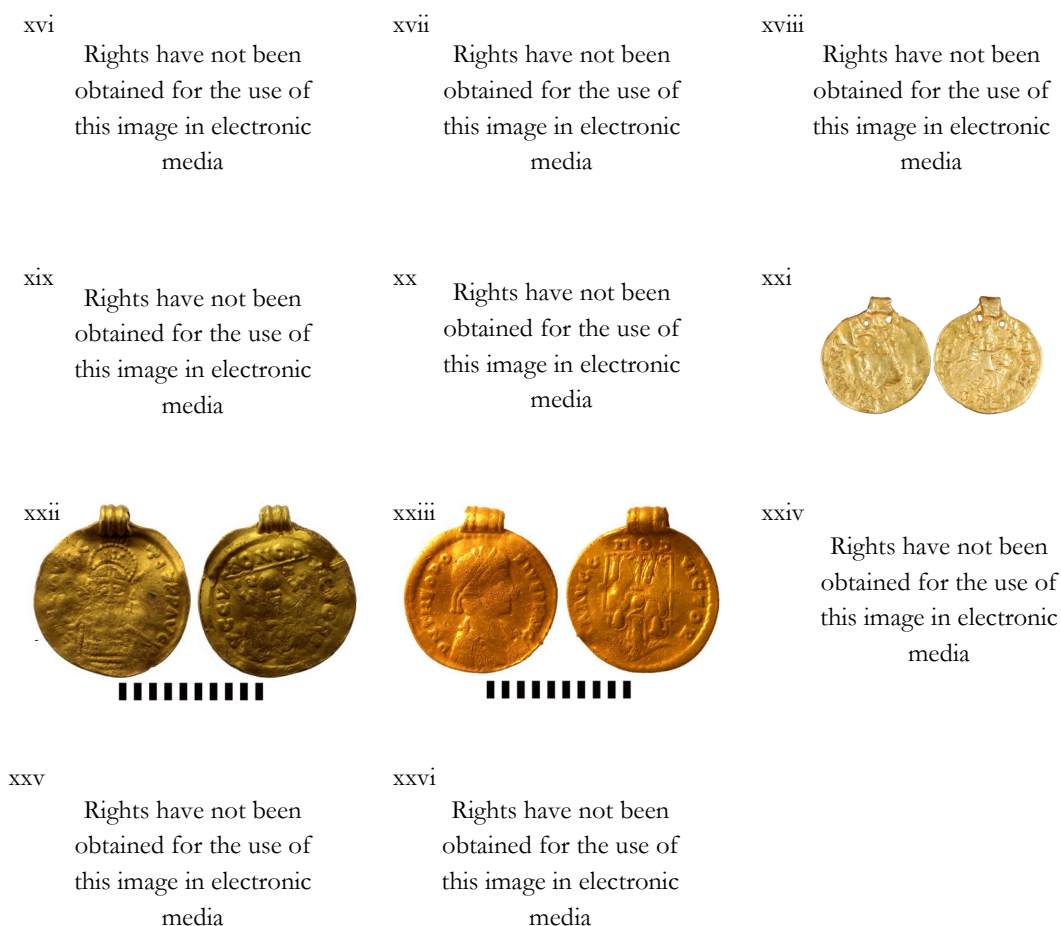 xvi
Rights have not been
obtained for the use of
this image in electronic
media
xvii
Rights have not been
obtained for the use of
this image in electronic
media
xviii
Rights have not been
obtained for the use of
this image in electronic
media
xix
Rights have not been
obtained for the use of
this image in electronic
media
xx
Rights have not been
obtained for the use of
this image in electronic
media
xxi
xxii
xxiii
xxiv
Rights have not been
obtained for the use of
this image in electronic
media
xxv
Rights have not been
obtained for the use of
this image in electronic
media
xxvi
Rights have not been
obtained for the use of
this image in electronic
media